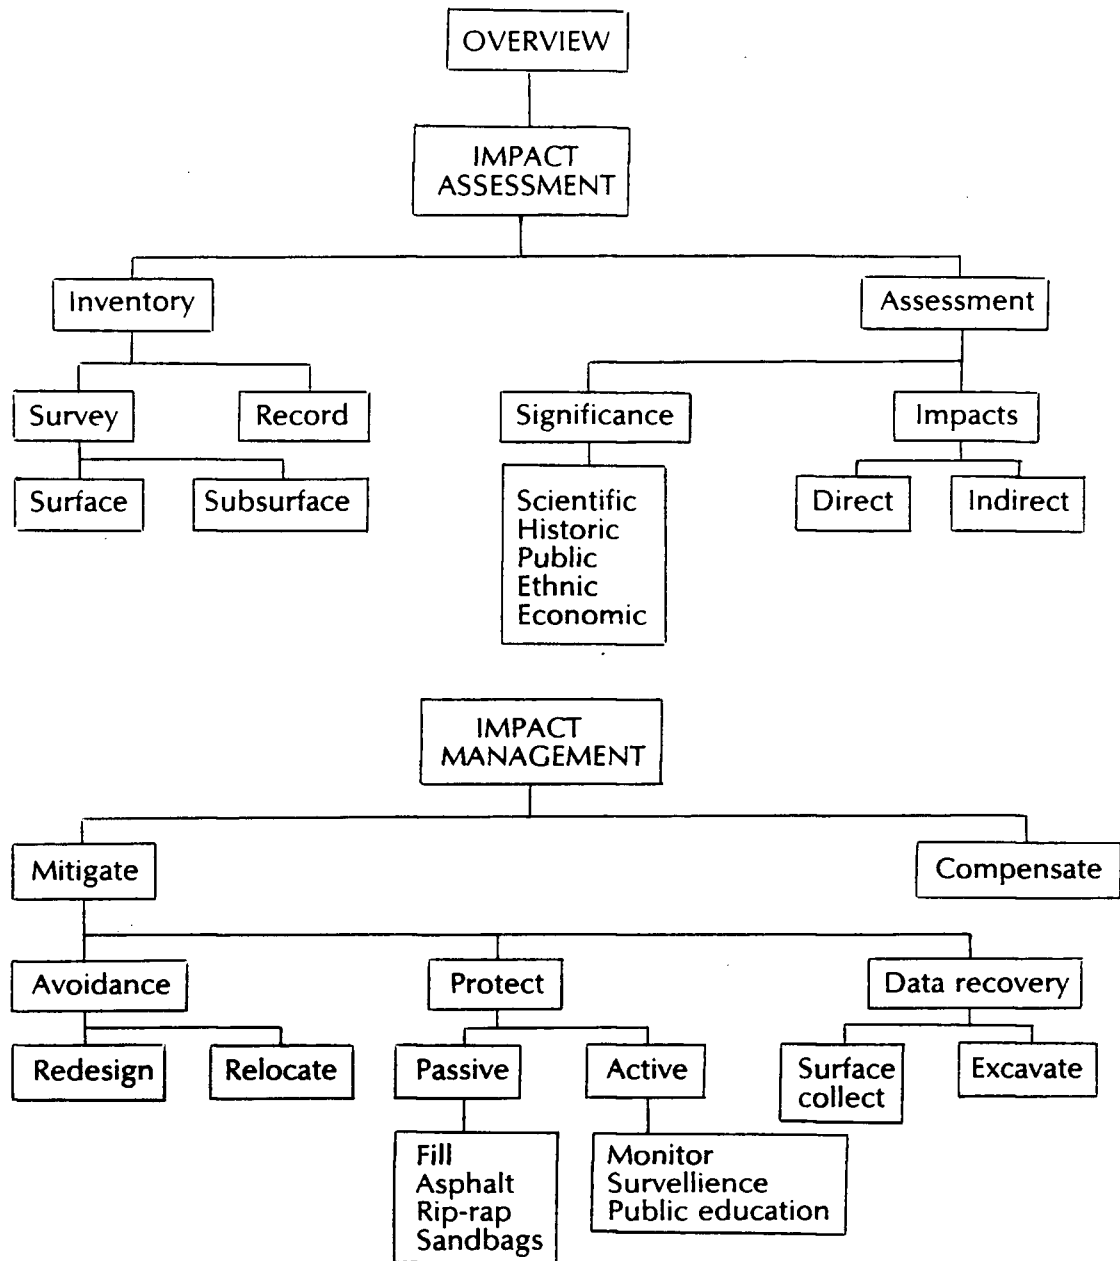 OVERVIEW
IMPACT
ASSESSMENT
Inventory
Assessment
Survey
Record
Significance
Impacts
Surface
Subsurface
Scientific
Historic
Public
Ethnic
Economic
Direct
Indirect
IMPACT
MANAGEMENT
Mitigate
Compensate
Avoidance
Protect
Data recovery
Redesign
Relocate
Passive
Active
Surface
collect
Excavate
Fill
Asphalt
Rip-rap
Sandbags
Monitor
Survellience
Public education